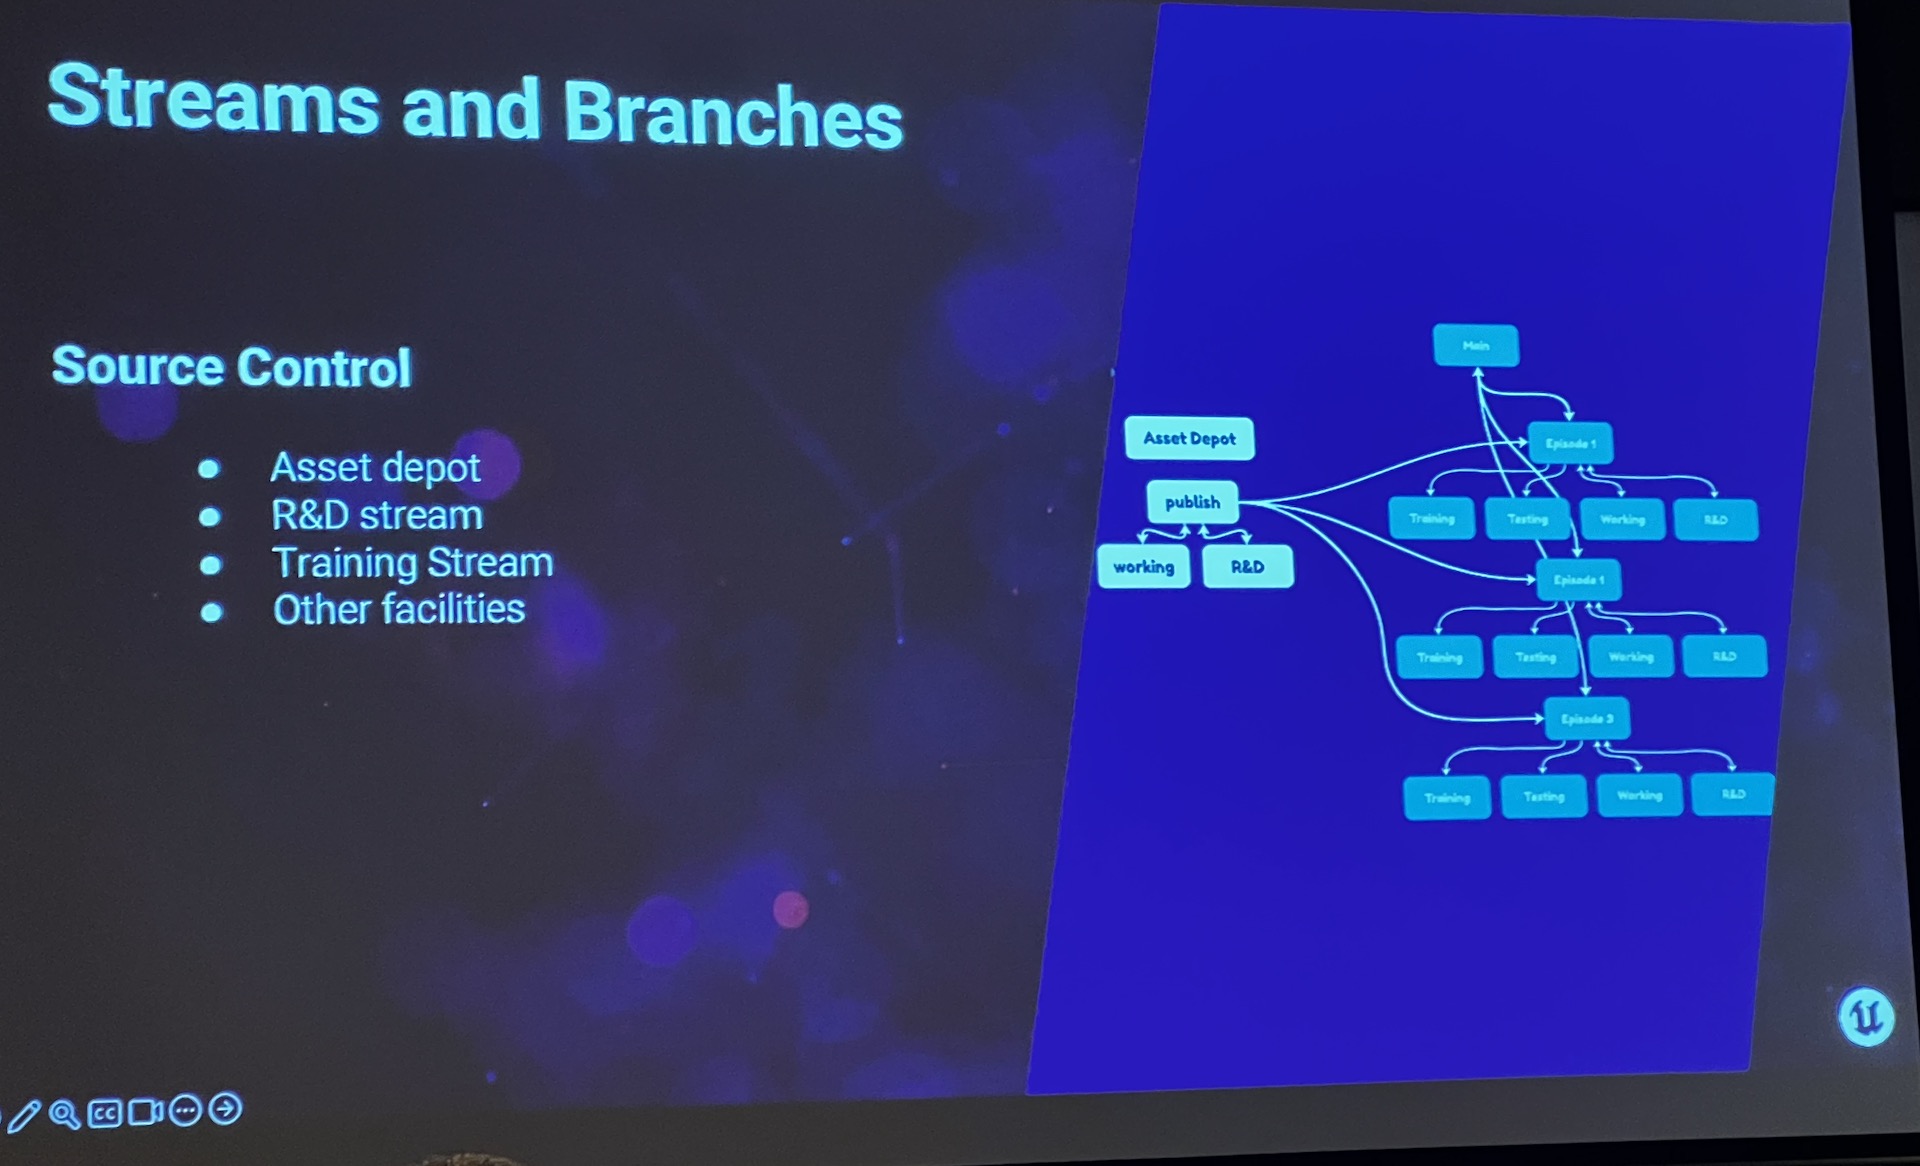 Streams and Branches
Source Control
Asset depot
R&D stream
Training Stream
Other facilities
Main
Asset Depot
Episode 1
publish
Training
Testing
Working
R&D
working
R&D
Episode 1
Training
Testing
Working
R&D
Episode 3
Training
Testing
Working
R&D
CC